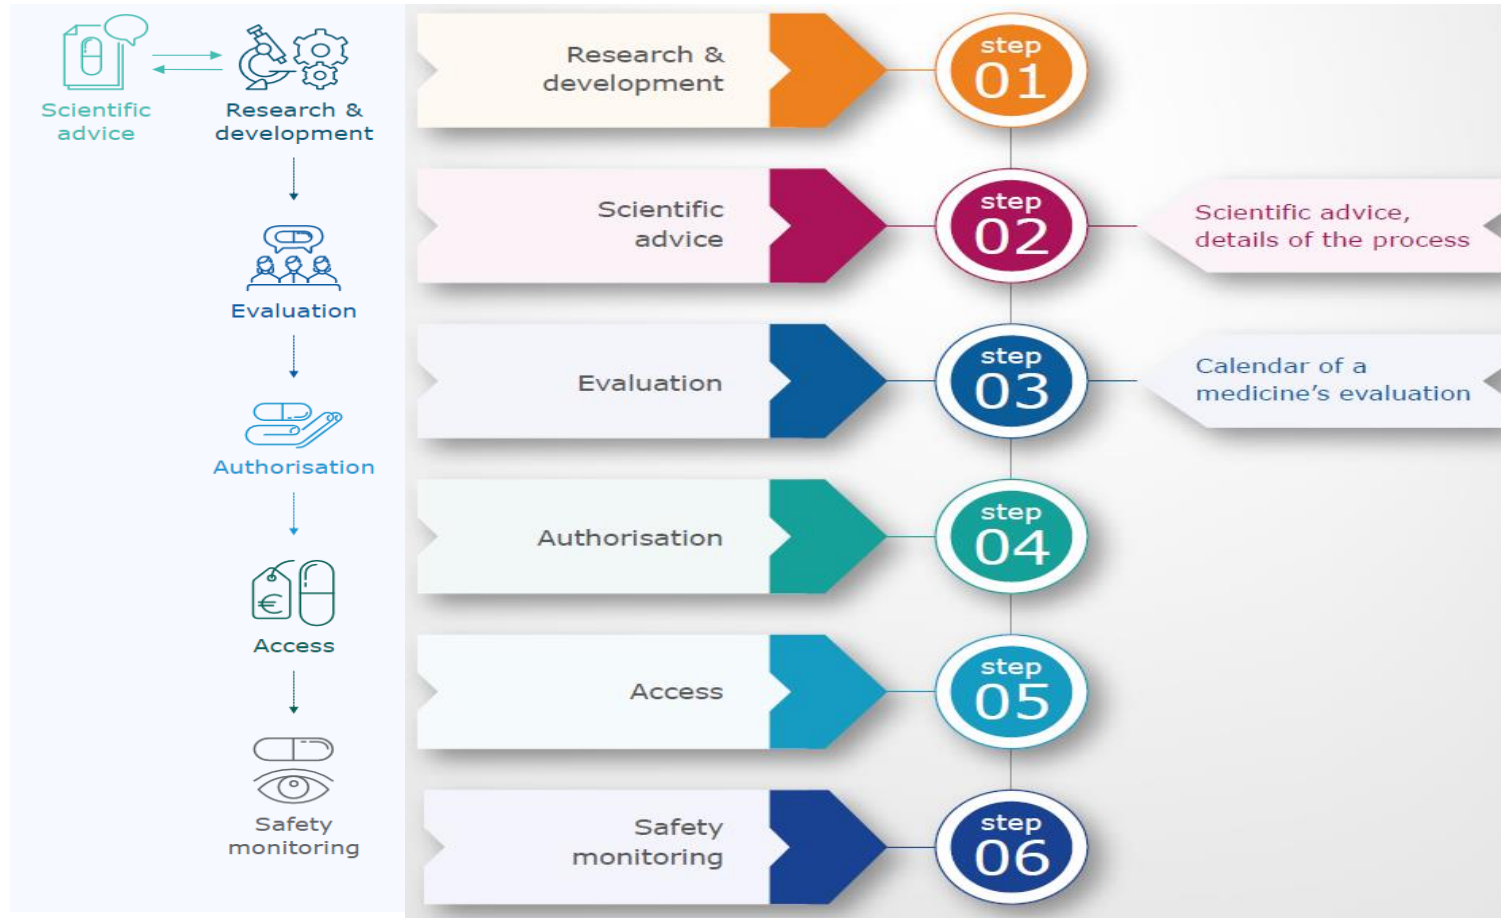 Scientific
advice
Research &
development
Evaluation
Authorisation
€
Access
Safety
monitoring
Research &
development
step
01
Scientific
advice
step
02
Scientific advice,
details of the process
Evaluation
step
03
Calendar of a
medicine's evaluation
Authorisation
step
04
Access
step
05
Safety
monitoring
step
06